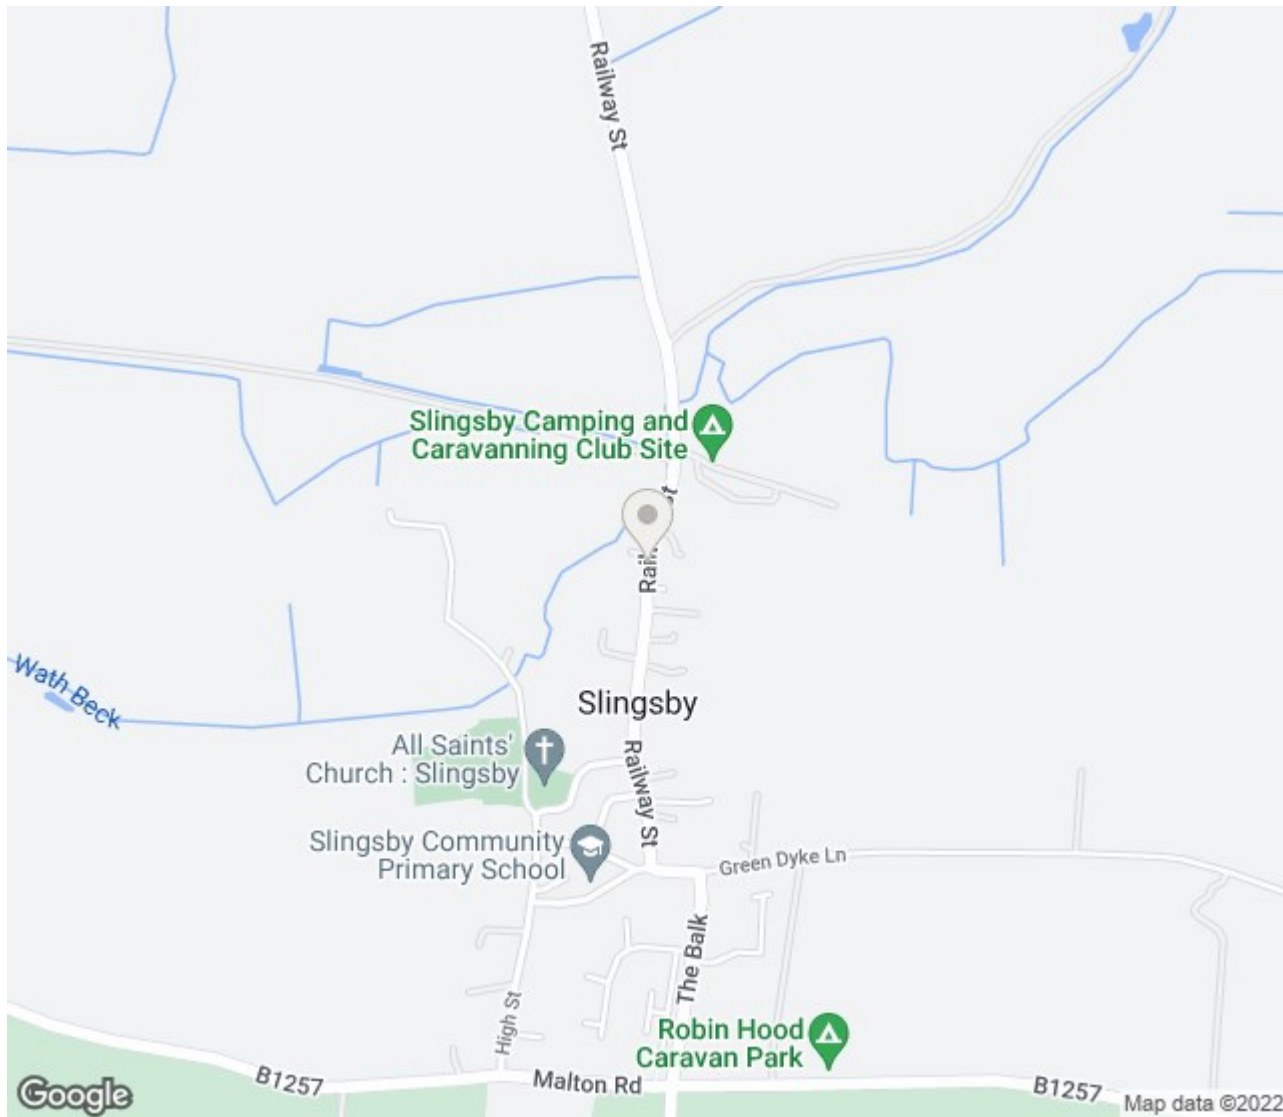 Railway St
Slingsby Camping and
Caravanning Club Site
Wath Beck
Slingsby
All Saints'
Church : Slingsby
Railway St
Slingsby Community
Primary School
Green Dyke Ln
The Balk
High St
Robin Hood
Caravan Park
B1257
Malton Rd
B1257
Google
Map data ©2022